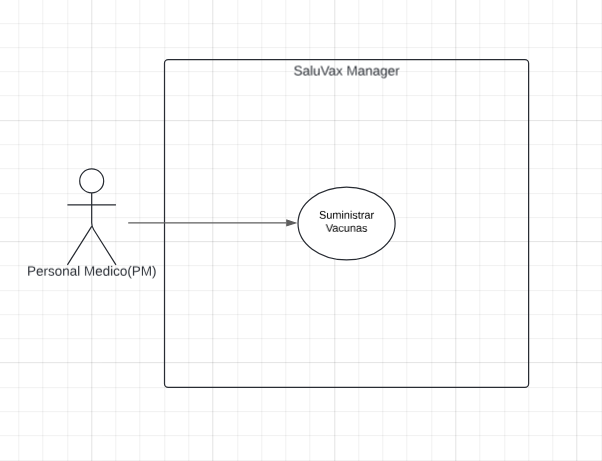 SaluVax Manager
Suministrar
Vacunas
Personal Medico(PM)